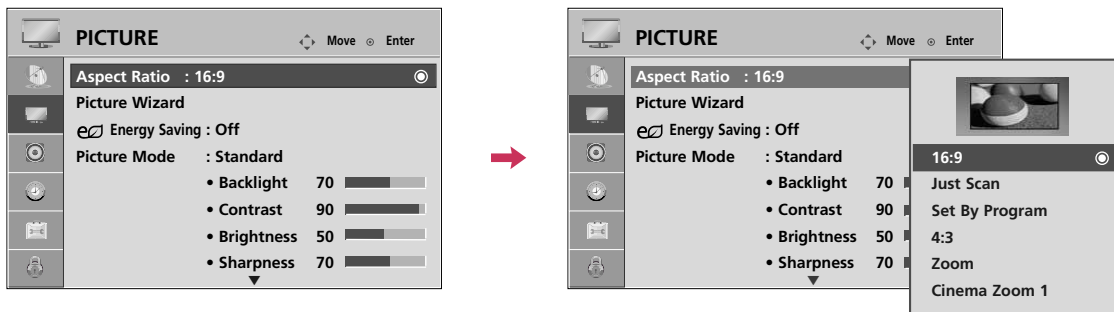 PICTURE
Move Enter
Aspect Ratio : 16:9
Picture Wizard
Energy Saving : Off
Picture Mode : Standard
• Backlight 70
• Contrast 90
• Brightness 50
• Sharpness 70
PICTURE
Move Enter
Aspect Ratio : 16:9
Picture Wizard
Energy Saving : Off
Picture Mode : Standard
• Backlight 70
• Contrast 90
• Brightness 50
• Sharpness 70
16:9
Just Scan
Set By Program
4:3
Zoom
Cinema Zoom 1